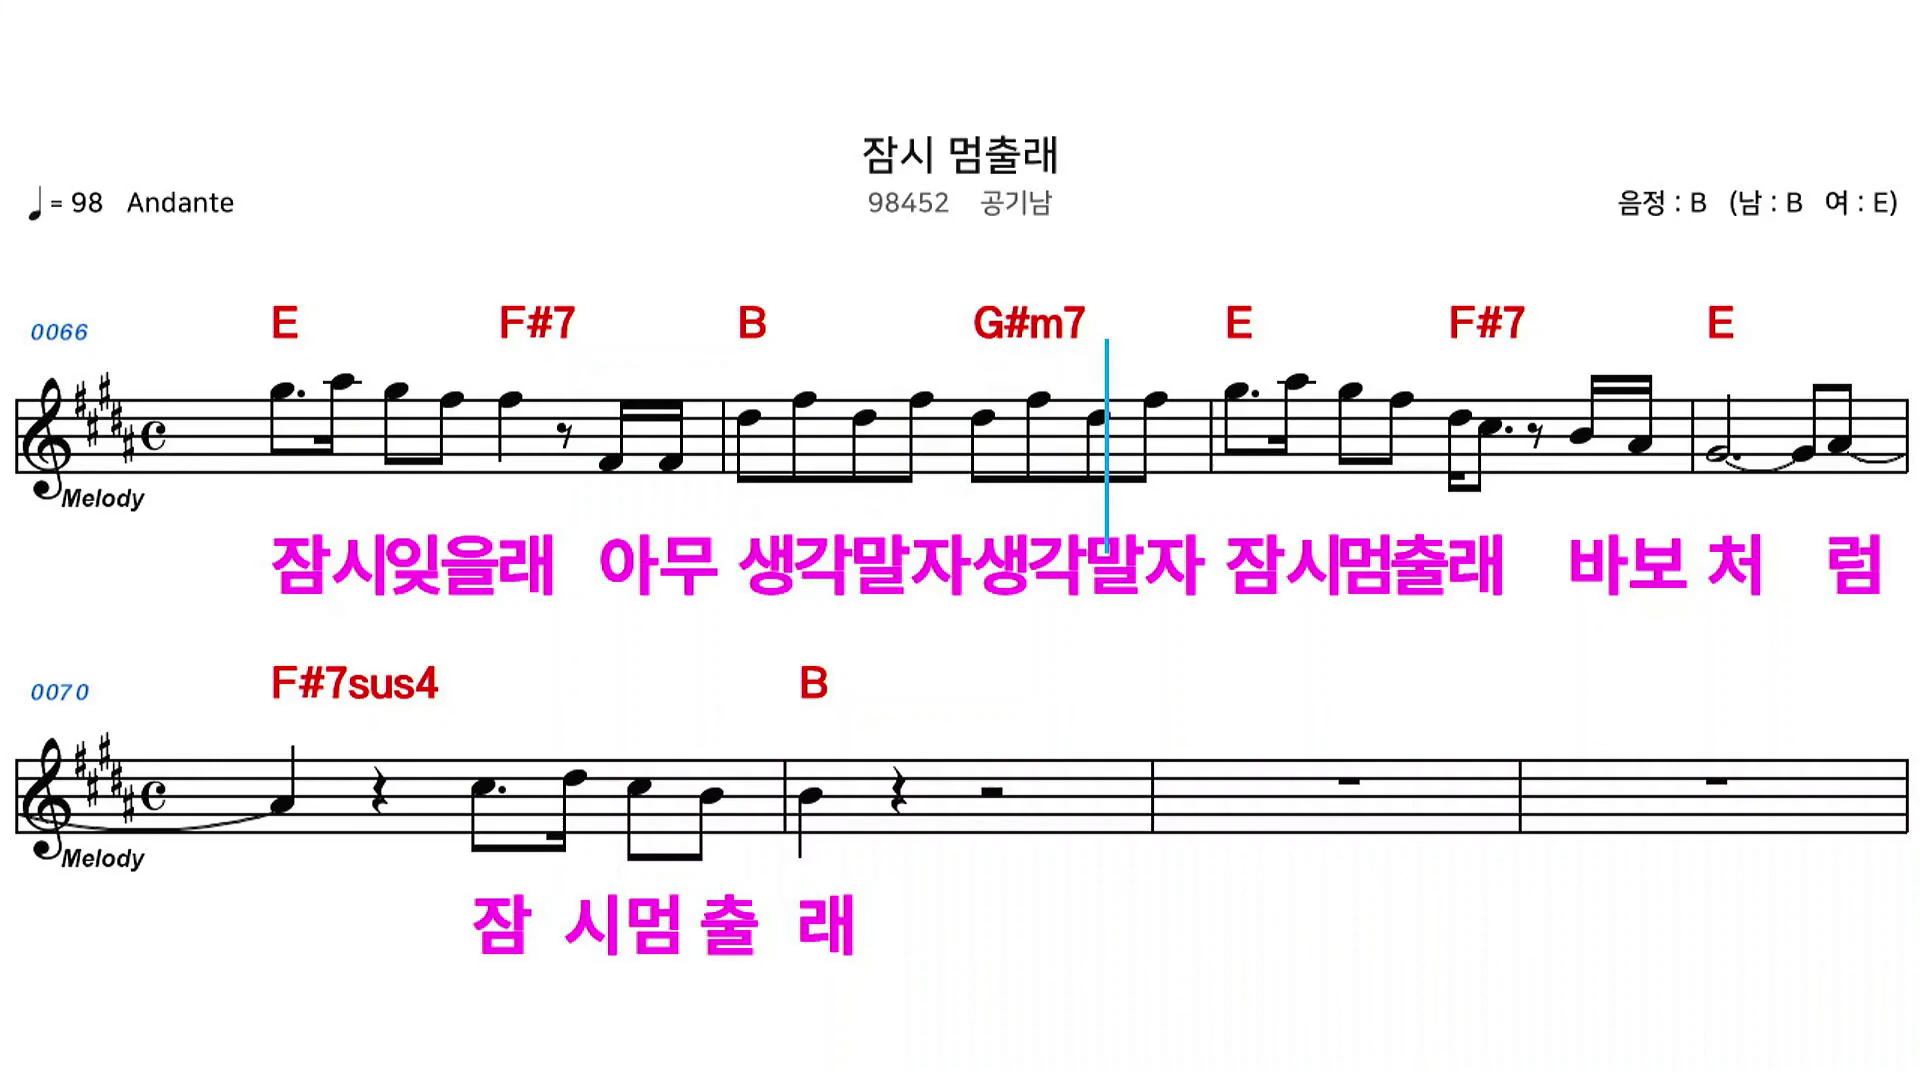 잠시 멈출래
♩= 98 Andante
98452 공기남
음정 : B (남 : B 여 : E)
0066 E F#7 B G#m7 E F#7 E
Melody
잠시잊을래 아무 생각말자생각말자 잠시멈출래 바보 처 럼
0070 F#7sus4 B
Melody
잠 시멈 출 래